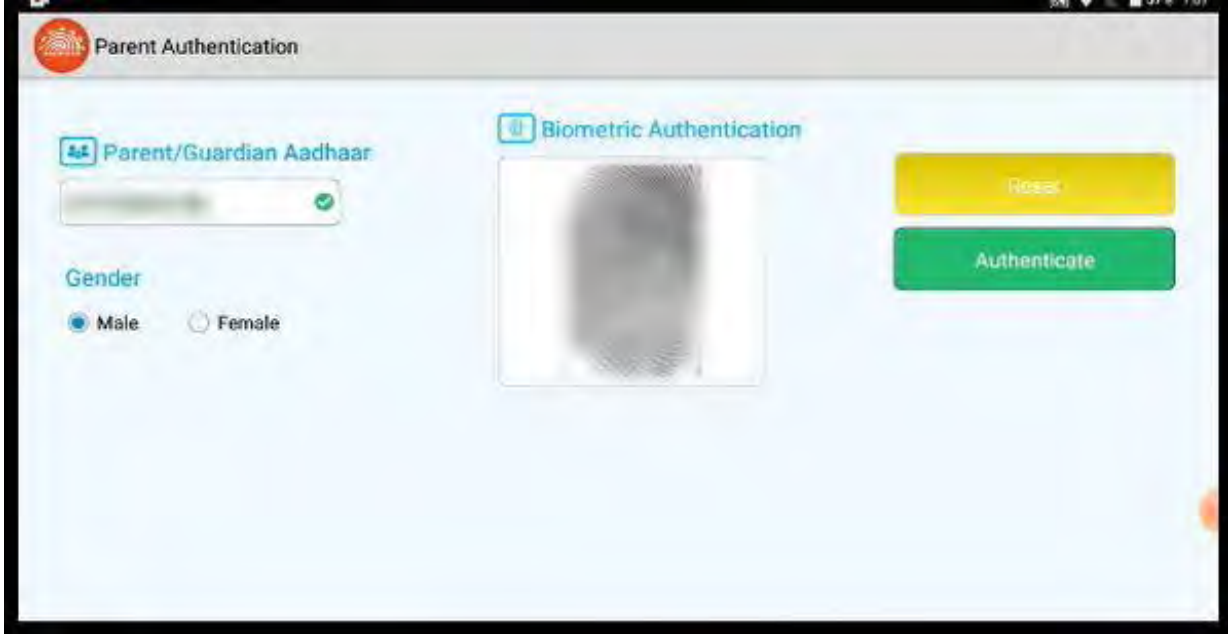 Parent Authentication
Parent/Guardian Aadhaar
Gender
Male
Female
Biometric Authentication
Reset
Authenticate